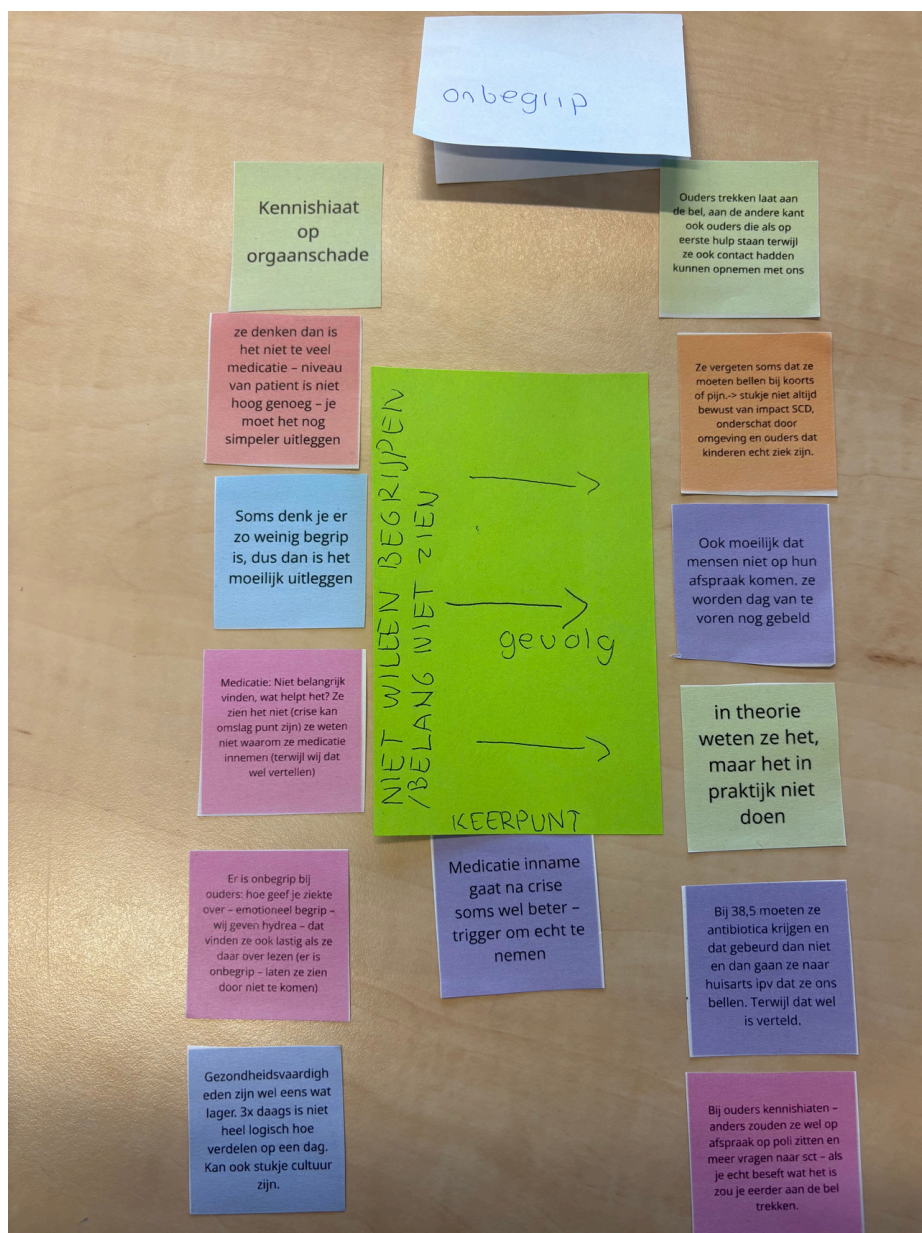 onbegrip
Kennishiaat
op
orgaanschade
ze denken dan is
het niet te veel
medicatie – niveau
van patient is niet
hoog genoeg – je
moet het nog
simpeler uitleggen
Soms denk je er
zo weinig begrip
is, dus dan is het
moeilijk uitleggen
Medicatie: Niet belangrijk
vinden, wat helpt het? Ze
zien het niet (crise kan
omslag punt zijn) ze weten
niet waarom ze medicatie
innemen (terwijl wij dat
wel vertellen)
Er is onbegrip bij
ouders: hoe geef je ziekte
over – emotioneel begrip –
wij geven hydrea – dat
vinden ze ook lastig als ze
daar over lezen (er is
onbegrip – laten ze zien
door niet te komen)
Gezondheidsvaardigh
eden zijn wel eens wat
lager. 3x daags is niet
heel logisch hoe
verdelen op een dag.
Kan ook stukje cultuur
zijn.
NIET WILLEN BEGRIJPEN
/BELANG NIET ZIEN
gevolg
KEERPUNT
Medicatie inname
gaat na crise
soms wel beter –
trigger om echt te
nemen
Ouders trekken laat aan
de bel, aan de andere kant
ook ouders die als op
eerste hulp staan terwijl
ze ook contact hadden
kunnen opnemen met ons
Ze vergeten soms dat ze
moeten bellen bij koorts
of pijn.-> stukje niet altijd
bewust van impact SCD,
onderschat door
omgeving en ouders dat
kinderen echt ziek zijn.
Ook moeilijk dat
mensen niet op hun
afspraak komen. ze
worden dag van te
voren nog gebeld
in theorie
weten ze het,
maar het in
praktijk niet
doen
Bij 38,5 moeten ze
antibiotica krijgen en
dat gebeurd dan niet
en dan gaan ze naar
huisarts ipv dat ze ons
bellen. Terwijl dat wel
is verteld.
Bij ouders kennishiaten –
anders zouden ze wel op
afspraak op poli zitten en
meer vragen naar sct – als
je echt beseft wat het is
zou je eerder aan de bel
trekken.